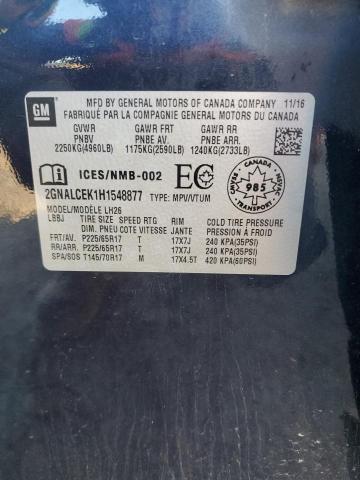 GM
MFD BY GENERAL MOTORS OF CANADA COMPANY 11/16
FABRIQUÉ PAR LA COMPAGNIE GENERAL MOTORS DU CANADA
GVWR GAWR FRT GAWR RR
PNBV PNBE AV. PNBE AR
2250KG(4960LB) 1175KG(2590LB) 1240KG(2733LB)
ICES/NMB-002 EC
CANADA
985
TRANSPORT
2GNALCEK1H1548877 TYPE: MPV/VTUM
MODEL/MODÈLE LH26
LBBJ TIRE SIZE SPEED RTG RIM COLD TIRE PRESSURE
DIM. PNEU COTE VITESSE JANTE PRESSION À FROID
FRT/AV. P225/65R17 T 17X7J 240 KPA(35PSI)
RR/ARR. P225/65R17 T 17X7J 240 KPA(35PSI)
SPA/SOS T145/70R17 M 17X4.5T 420 KPA(60PSI)